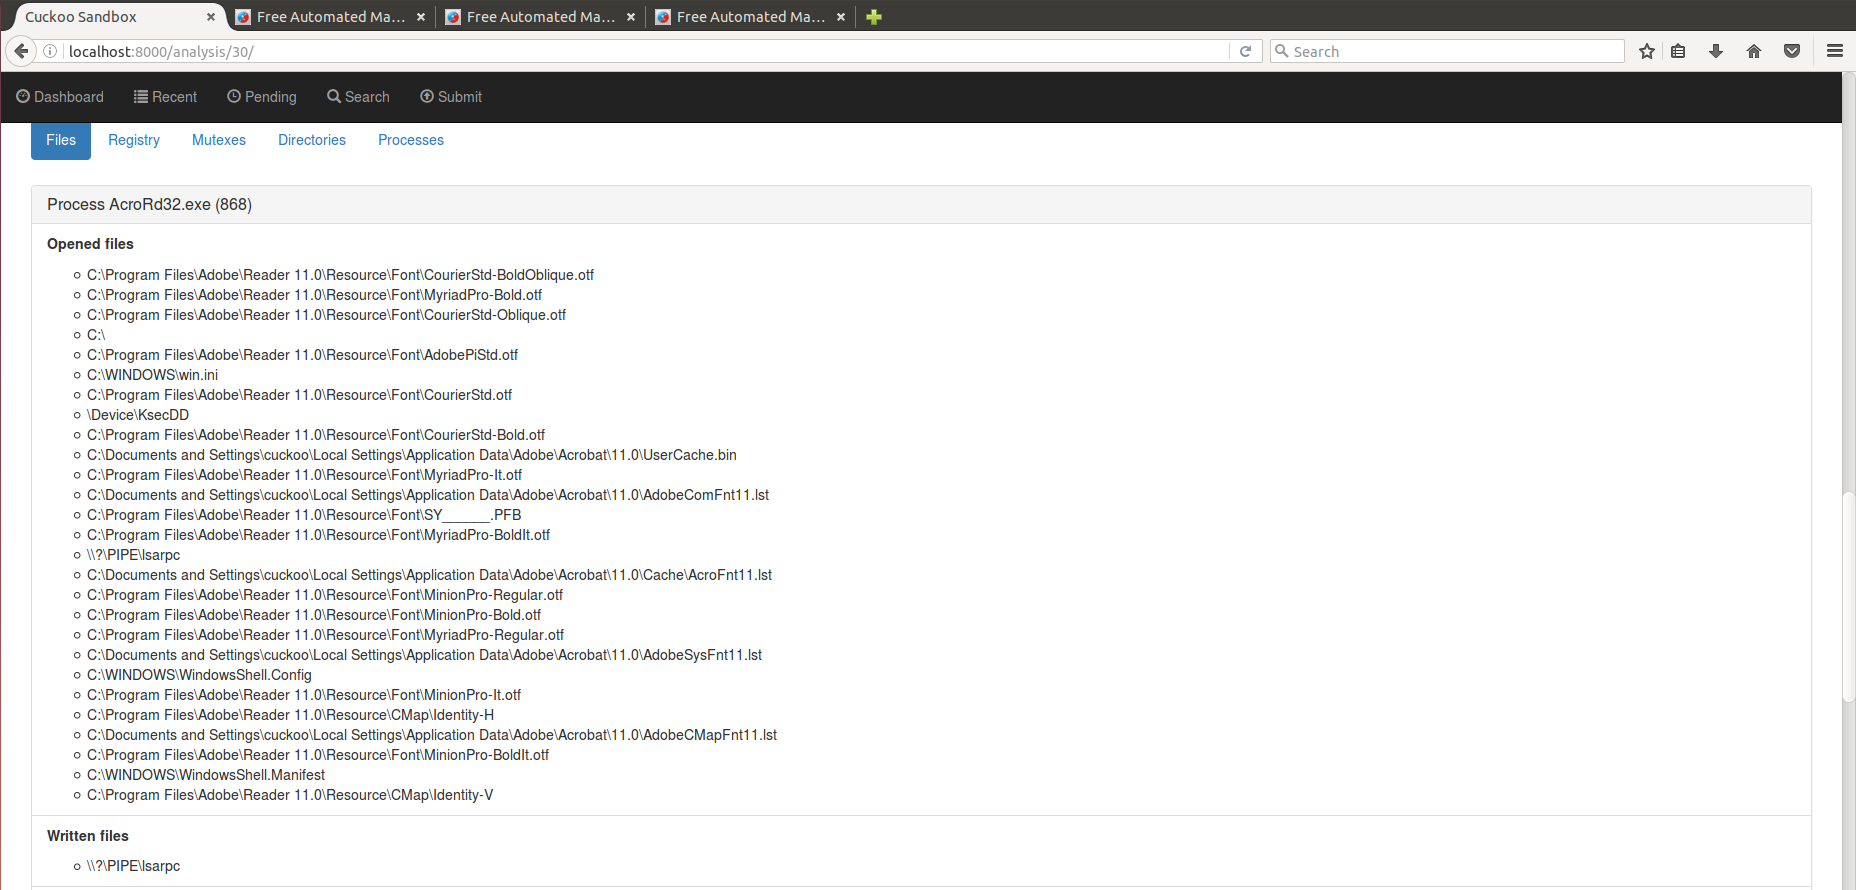 Cuckoo Sandbox
Free Automated Ma...
Free Automated Ma...
Free Automated Ma...
localhost:8000/analysis/30/
Search
Dashboard
Recent
Pending
Search
Submit
Files
Registry
Mutexes
Directories
Processes
Process AcroRd32.exe (868)
Opened files
C:\Program Files\Adobe\Reader 11.0\Resource\Font\CourierStd-BoldOblique.otf
C:\Program Files\Adobe\Reader 11.0\Resource\Font\MyriadPro-Bold.otf
C:\Program Files\Adobe\Reader 11.0\Resource\Font\CourierStd-Oblique.otf
C:\
C:\Program Files\Adobe\Reader 11.0\Resource\Font\AdobePiStd.otf
C:\WINDOWS\win.ini
C:\Program Files\Adobe\Reader 11.0\Resource\Font\CourierStd.otf
\Device\KsecDD
C:\Program Files\Adobe\Reader 11.0\Resource\Font\CourierStd-Bold.otf
C:\Documents and Settings\cuckoo\Local Settings\Application Data\Adobe\Acrobat\11.0\UserCache.bin
C:\Program Files\Adobe\Reader 11.0\Resource\Font\MyriadPro-It.otf
C:\Documents and Settings\cuckoo\Local Settings\Application Data\Adobe\Acrobat\11.0\AdobeComFnt11.lst
C:\Program Files\Adobe\Reader 11.0\Resource\Font\SY______.PFB
C:\Program Files\Adobe\Reader 11.0\Resource\Font\MyriadPro-BoldIt.otf
\\?\PIPE\lsarpc
C:\Documents and Settings\cuckoo\Local Settings\Application Data\Adobe\Acrobat\11.0\Cache\AcroFnt11.lst
C:\Program Files\Adobe\Reader 11.0\Resource\Font\MinionPro-Regular.otf
C:\Program Files\Adobe\Reader 11.0\Resource\Font\MinionPro-Bold.otf
C:\Program Files\Adobe\Reader 11.0\Resource\Font\MyriadPro-Regular.otf
C:\Documents and Settings\cuckoo\Local Settings\Application Data\Adobe\Acrobat\11.0\AdobeSysFnt11.lst
C:\WINDOWS\WindowsShell.Config
C:\Program Files\Adobe\Reader 11.0\Resource\Font\MinionPro-It.otf
C:\Program Files\Adobe\Reader 11.0\Resource\CMap\Identity-H
C:\Documents and Settings\cuckoo\Local Settings\Application Data\Adobe\Acrobat\11.0\AdobeCMapFnt11.lst
C:\Program Files\Adobe\Reader 11.0\Resource\Font\MinionPro-BoldIt.otf
C:\WINDOWS\WindowsShell.Manifest
C:\Program Files\Adobe\Reader 11.0\Resource\CMap\Identity-V
Written files
\\?\PIPE\lsarpc